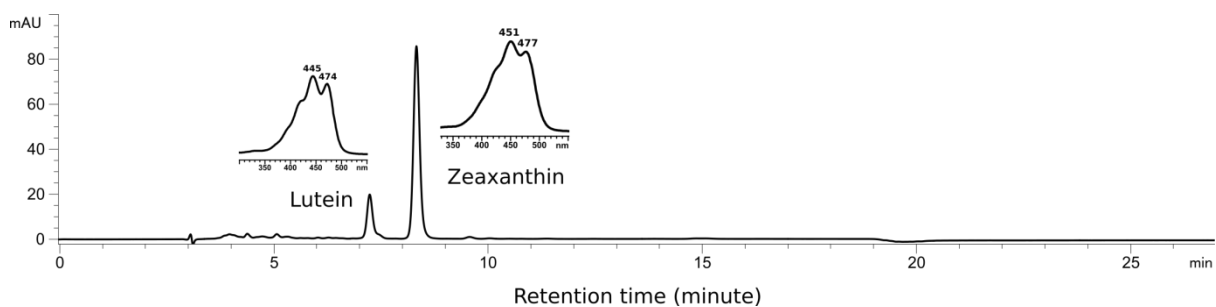 mAU
80
60
40
20
0
445 474
350 400 450 500 nm
Lutein
451
477
350 400 450 500 nm
Zeaxanthin
0 5 10 15 20 25 min
Retention time (minute)